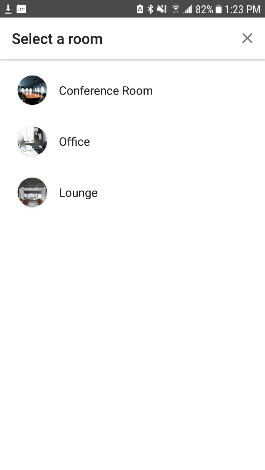 82% 1:23 PM
Select a room
Conference Room
Office
Lounge